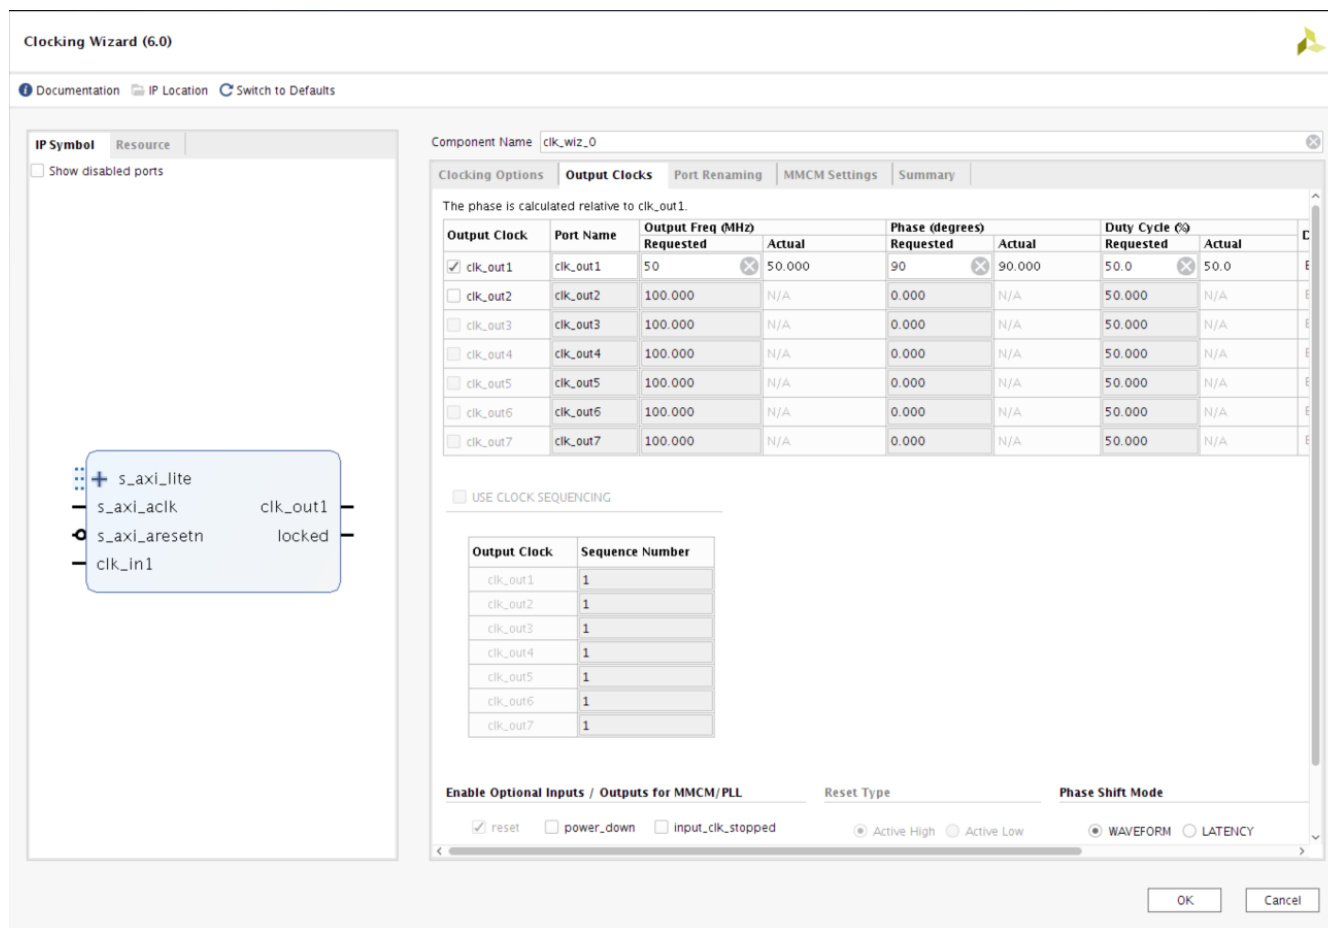 Clocking Wizard (6.0)
Documentation IP Location Switch to Defaults
IP Symbol Resource
Show disabled ports
s_axi_lite
s_axi_aclk clk_out1
s_axi_aresetn locked
clk_in1
Component Name clk_wiz_0
Clocking Options Output Clocks Port Renaming MMCM Settings Summary
The phase is calculated relative to clk_out1.
Output Clock Port Name Output Freq (MHz) Phase (degrees) Duty Cycle (%)
Requested Actual Requested Actual Requested Actual
clk_out1 clk_out1 50 50.000 90 90.000 50.0 50.0
clk_out2 clk_out2 100.000 N/A 0.000 N/A 50.000 N/A
clk_out3 clk_out3 100.000 N/A 0.000 N/A 50.000 N/A
clk_out4 clk_out4 100.000 N/A 0.000 N/A 50.000 N/A
clk_out5 clk_out5 100.000 N/A 0.000 N/A 50.000 N/A
clk_out6 clk_out6 100.000 N/A 0.000 N/A 50.000 N/A
clk_out7 clk_out7 100.000 N/A 0.000 N/A 50.000 N/A
USE CLOCK SEQUENCING
Output Clock Sequence Number
clk_out1 1
clk_out2 1
clk_out3 1
clk_out4 1
clk_out5 1
clk_out6 1
clk_out7 1
Enable Optional Inputs / Outputs for MMCM/PLL Reset Type Phase Shift Mode
reset power_down input_clk_stopped Active High Active Low WAVEFORM LATENCY
OK Cancel